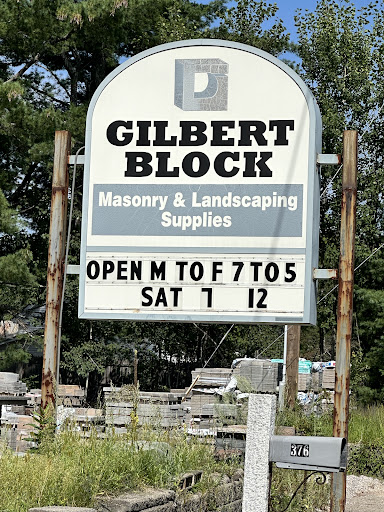 GILBERT
BLOCK
Masonry & Landscaping
Supplies
OPEN M TO F 7 TO 5
SAT 7 12
376